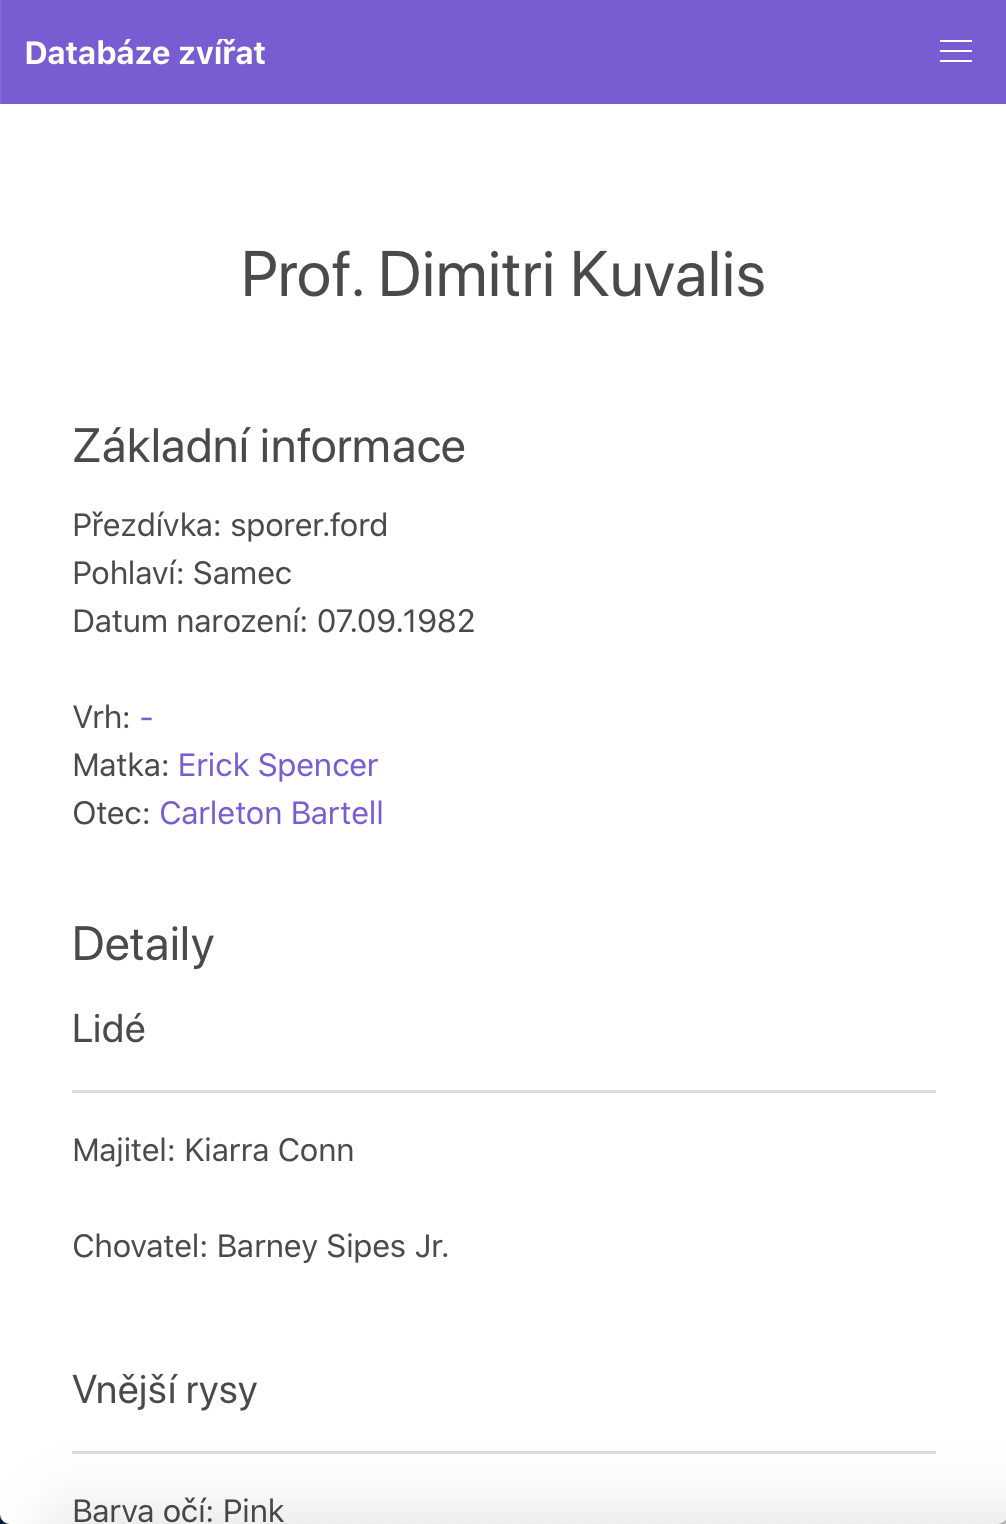 Databáze zvířat
Prof. Dimitri Kuvalis
Základní informace
Přezdívka: sporer.ford
Pohlaví: Samec
Datum narození: 07.09.1982
Vrh: -
Matka: Erick Spencer
Otec: Carleton Bartell
Detaily
Lidé
Majitel: Kiarra Conn
Chovatel: Barney Sipes Jr.
Vnější rysy
Barva očí: Pink